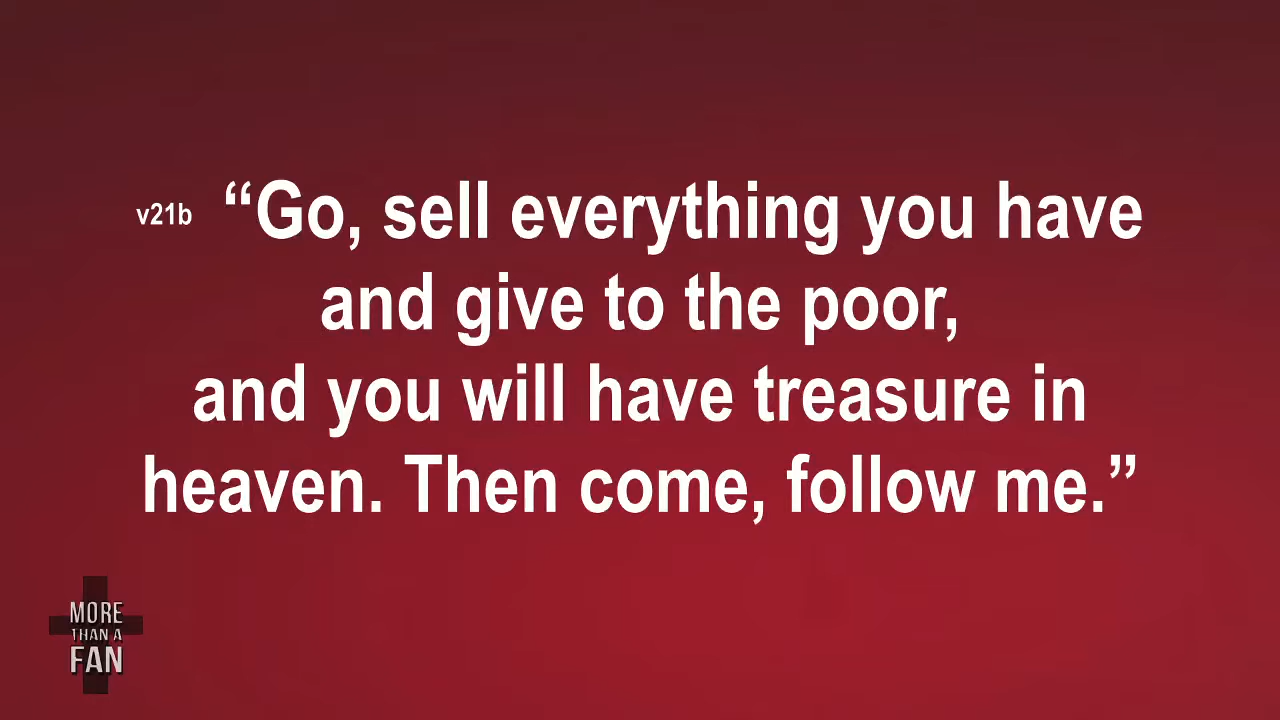 v21b “Go, sell everything you have
and give to the poor,
and you will have treasure in
heaven. Then come, follow me.”
MORE
THAN A
FAN